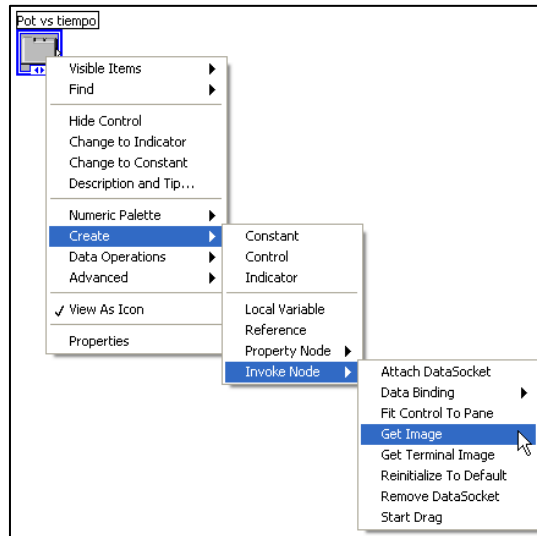 Pot vs tiempo
Visible Items
Find
Hide Control
Change to Indicator
Change to Constant
Description and Tip...
Numeric Palette
Create
Data Operations
Advanced
View As Icon
Properties
Constant
Control
Indicator
Local Variable
Reference
Property Node
Invoke Node
Attach DataSocket
Data Binding
Fit Control To Pane
Get Image
Get Terminal Image
Reinitialize To Default
Remove DataSocket
Start Drag